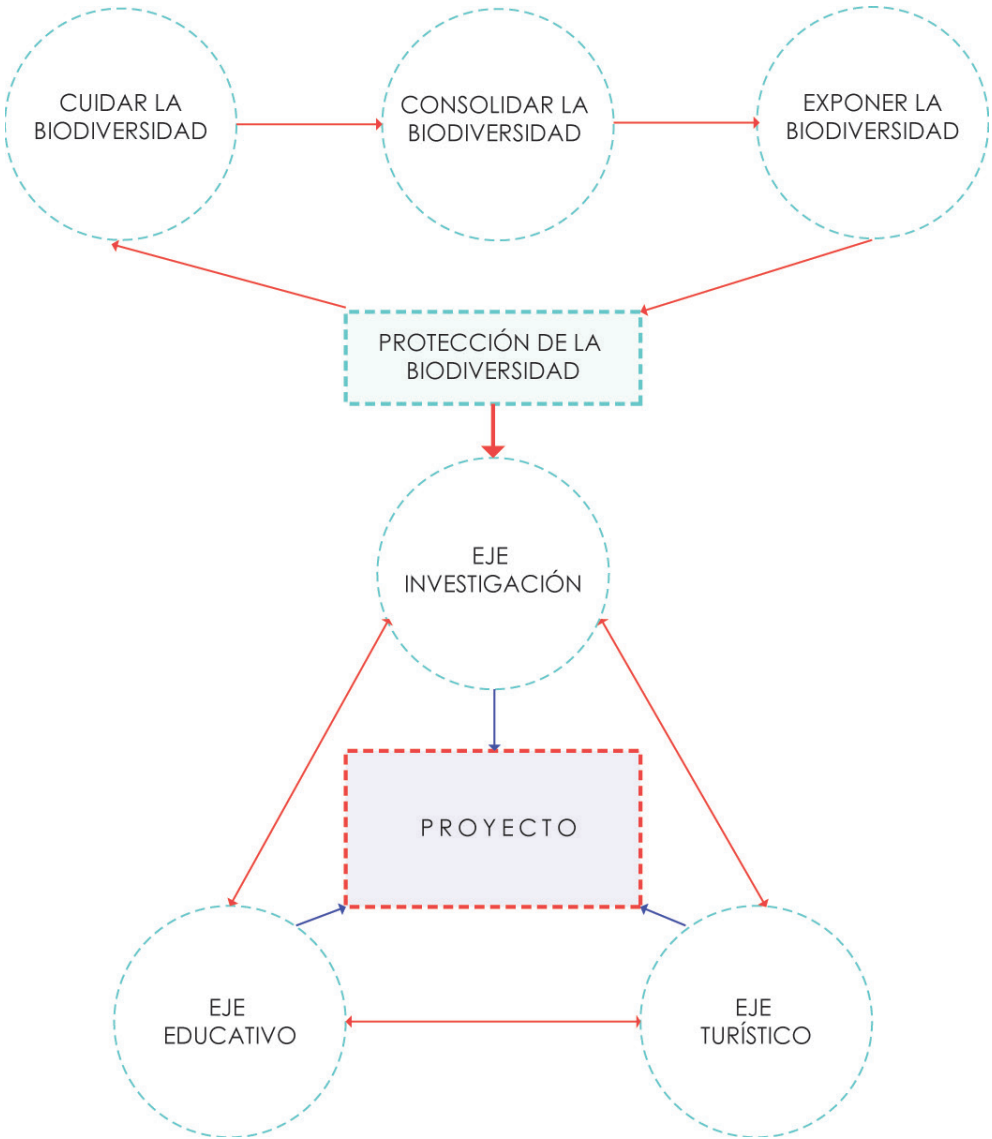 CUIDAR LA
BIODIVERSIDAD
CONSOLIDAR LA
BIODIVERSIDAD
EXPONER LA
BIODIVERSIDAD
PROTECCIÓN DE LA
BIODIVERSIDAD
EJE
INVESTIGACIÓN
PROYECTO
EJE
EDUCATIVO
EJE
TURÍSTICO